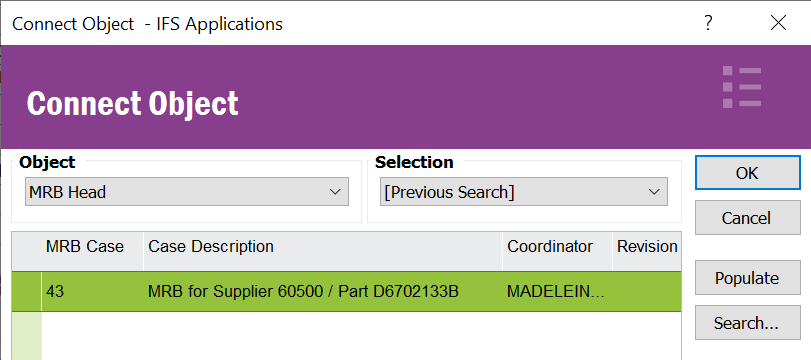 Connect Object - IFS Applications ?
Connect Object
Object Selection
MRB Head [Previous Search] OK
Cancel
MRB Case Case Description Coordinator Revision
43 MRB for Supplier 60500 / Part D6702133B MADELEIN...
Populate
Search...